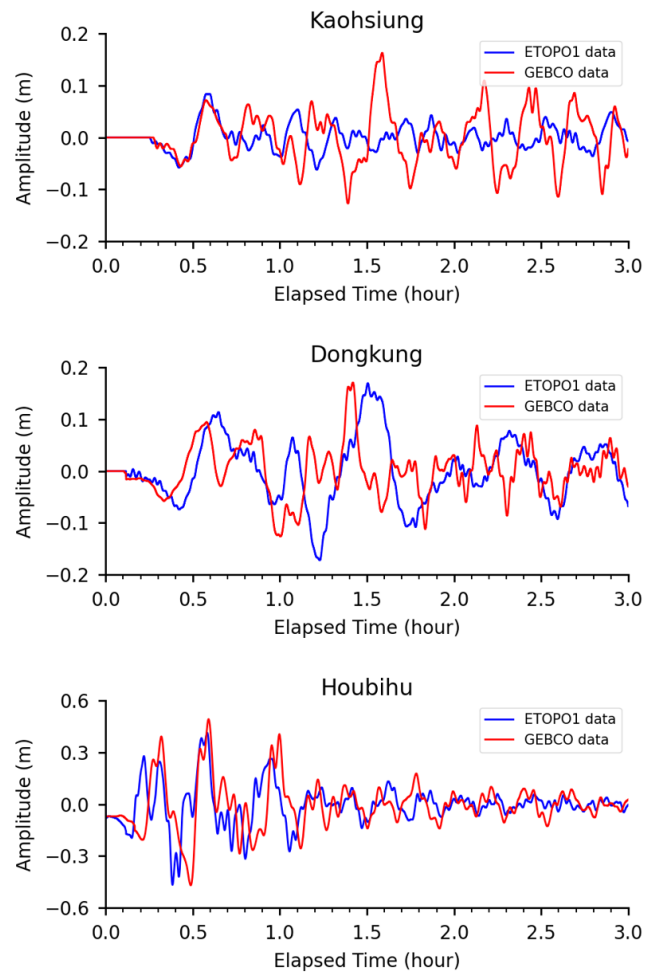 Kaohsiung
0.2
0.1
0.0
−0.1
−0.2
Amplitude (m)
ETOPO1 data
GEBCO data
0.0 0.5 1.0 1.5 2.0 2.5 3.0
Elapsed Time (hour)
Dongkung
0.2
0.1
0.0
−0.1
−0.2
Amplitude (m)
ETOPO1 data
GEBCO data
0.0 0.5 1.0 1.5 2.0 2.5 3.0
Elapsed Time (hour)
Houbihu
0.6
0.3
0.0
−0.3
−0.6
Amplitude (m)
ETOPO1 data
GEBCO data
0.0 0.5 1.0 1.5 2.0 2.5 3.0
Elapsed Time (hour)